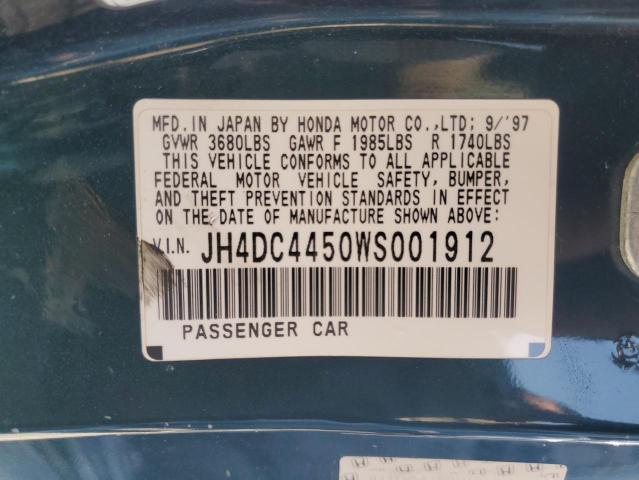 MFD. IN JAPAN BY HONDA MOTOR CO.,LTD; 9/'97
GVWR 3680LBS GAWR F 1985LBS R 1740LBS
THIS VEHICLE CONFORMS TO ALL APPLICABLE
FEDERAL MOTOR VEHICLE SAFETY, BUMPER,
AND THEFT PREVENTION STANDARDS IN EFFECT
ON THE DATE OF MANUFACTURE SHOWN ABOVE:
V.I.N. JH4DC4450WS001912
PASSENGER CAR